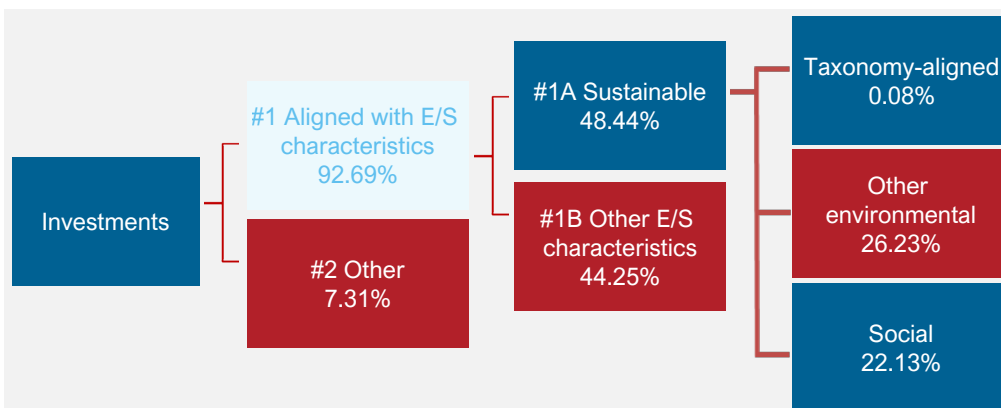 Investments
#1 Aligned with E/S
characteristics
92.69%
#2 Other
7.31%
#1A Sustainable
48.44%
#1B Other E/S
characteristics
44.25%
Taxonomy-aligned
0.08%
Other
environmental
26.23%
Social
22.13%